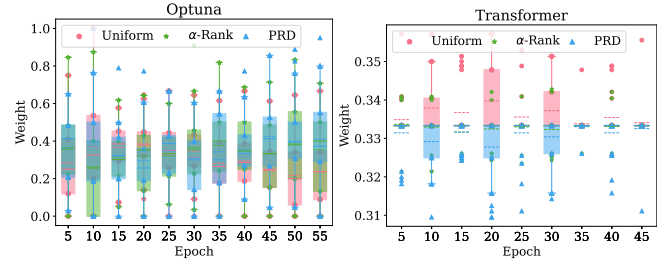 Optuna
Uniform α-Rank PRD
Weight
1.0
0.8
0.6
0.4
0.2
0.0
5 10 15 20 25 30 35 40 45 50 55
Epoch
Transformer
Uniform α-Rank PRD
Weight
0.35
0.34
0.33
0.31
5 10 15 20 25 30 35 40 45
Epoch